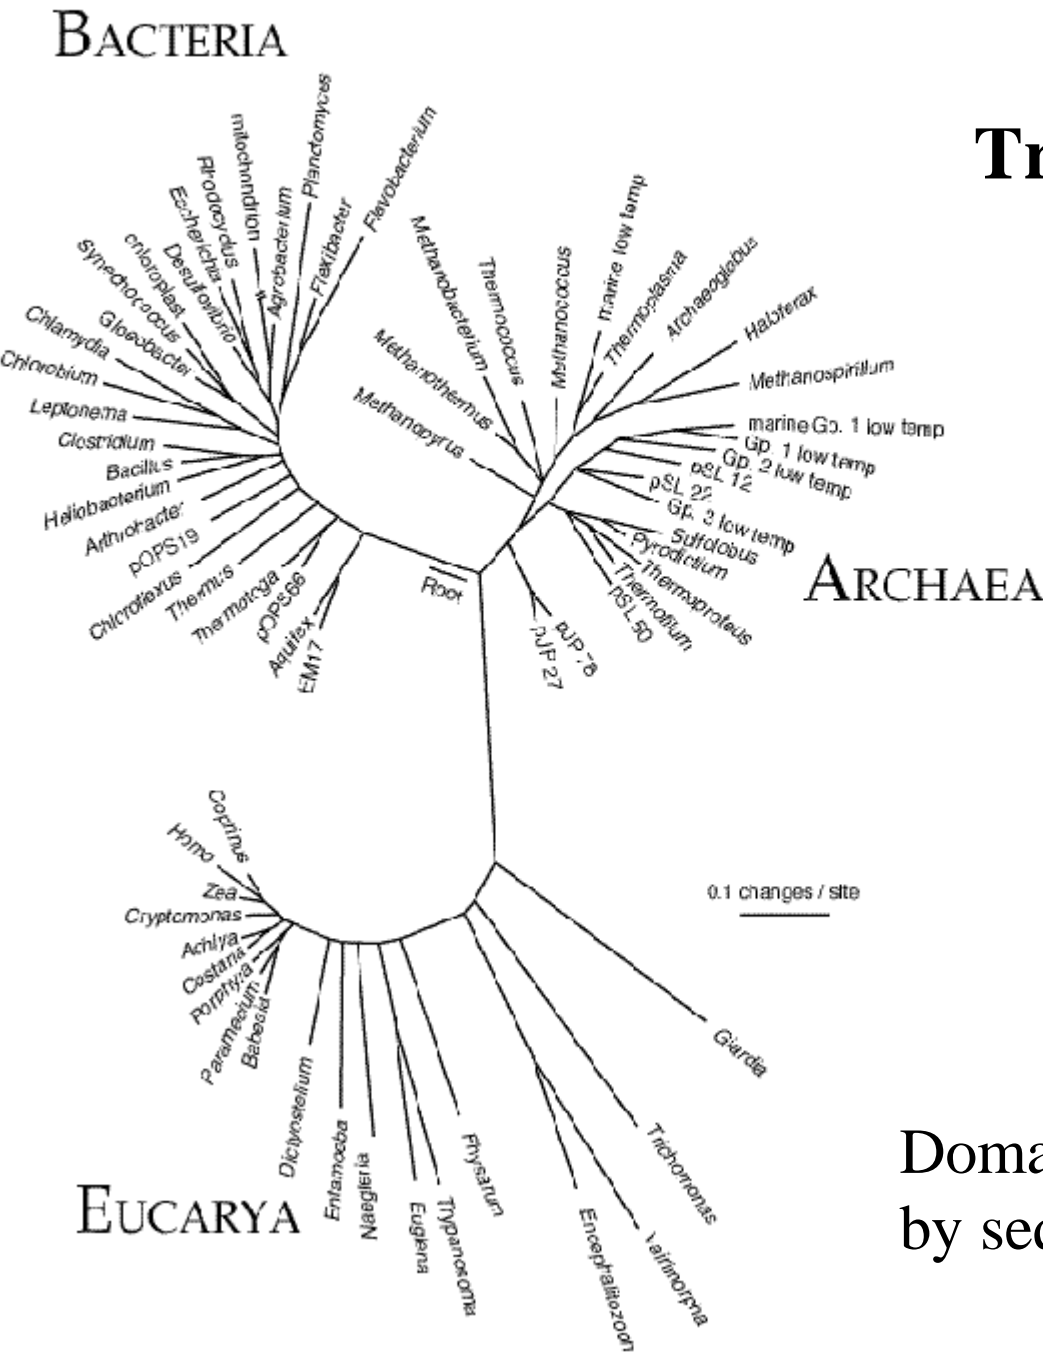 BACTERIA
Tr
Planctomyces
Flavobacterium
mitochondrion
Rhodocyclus
Escherichia
Desulfovibrio
Agrobacterium
Flexibacter
chloroplast
Synechococcus
Gloeobacter
Chlamydia
Chlorobium
Leptonema
Clostridium
Bacillus
Heliobacterium
Arthrobacter
pOPS19
Chloroflexus
Thermus
Thermotoga
pOPS66
Aquifex
EM17
Root
Methanopyrus
Methanothermus
Methanobacterium
Thermococcus
Methanococcus
marine low temp
Thermoplasma
Archaeoglobus
Haloferax
Methanospirillum
marine Gp. 1 low temp
Gp. 1 low temp
Gp. 2 low temp
pSL 12
pSL 22
Gp. 3 low temp
Sulfolobus
Pyrodictium
Thermoproteus
Thermofilum
pSL 50
pJP 78
pJP 27
ARCHAEA
Coprinus
Homo
Zea
Cryptomonas
Achlya
Costaria
Porphyra
Paramecium
Babesia
Dictyostelium
Entamoeba
Naegleria
Euglena
Trypanosoma
Physarum
Encephalitozoon
Vairimorpha
Trichomonas
Giardia
0.1 changes / site
EUCARYA
Doma
by sec